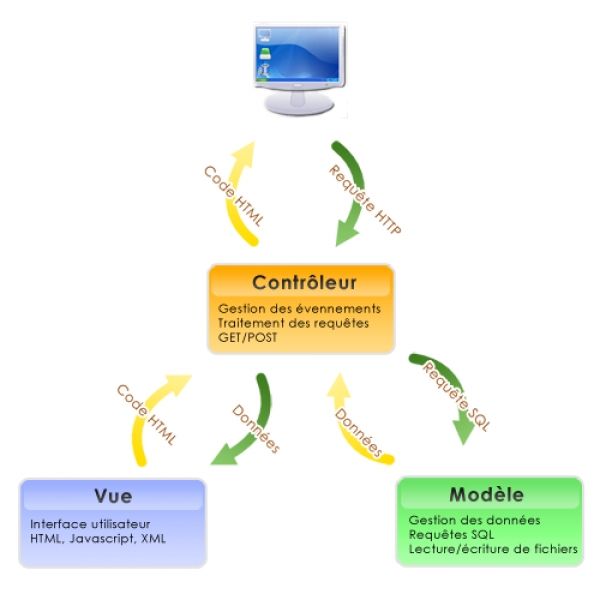 Code HTML
Requête HTTP
Contrôleur
Gestion des évennements
Traitement des requêtes
GET/POST
Code HTML
Données
Données
Requête SQL
Vue
Interface utilisateur
HTML, Javascript, XML
Modèle
Gestion des données
Requêtes SQL
Lecture/écriture de fichiers